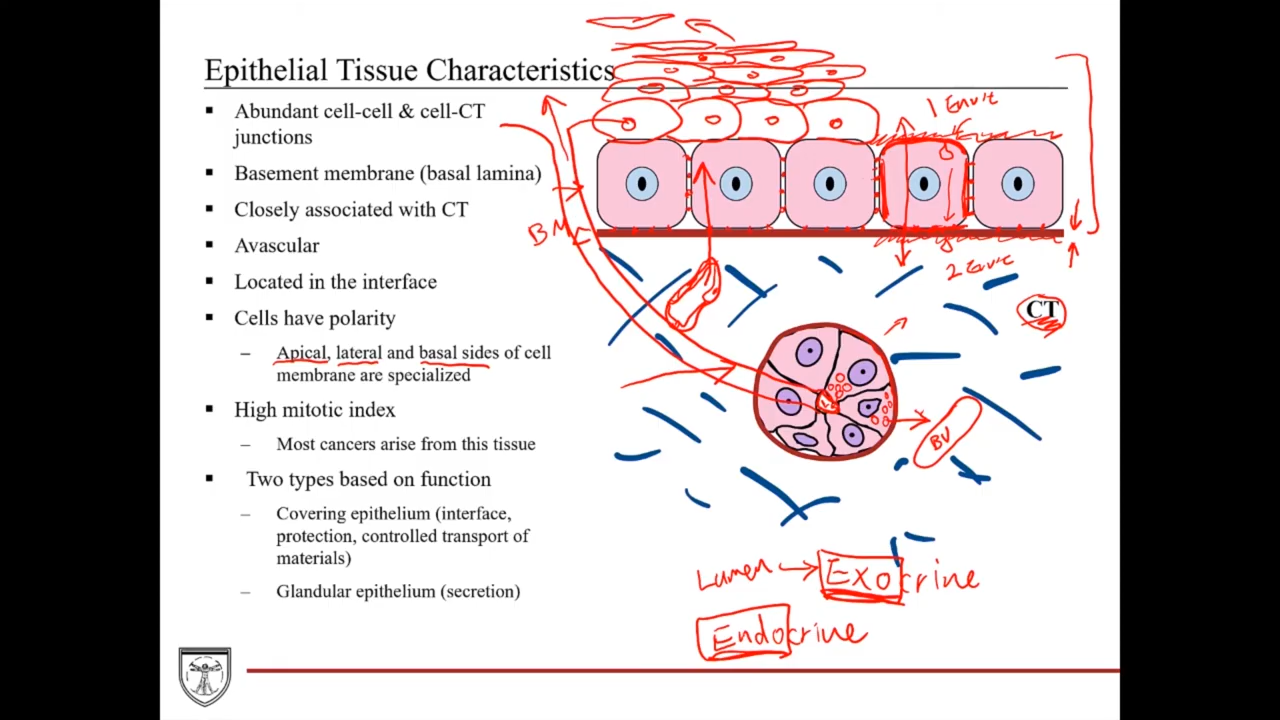 Epithelial Tissue Characteristics
▪ Abundant cell-cell & cell-CT
junctions
▪ Basement membrane (basal lamina)
▪ Closely associated with CT
▪ Avascular
▪ Located in the interface
▪ Cells have polarity
– Apical, lateral and basal sides of cell
membrane are specialized
▪ High mitotic index
– Most cancers arise from this tissue
▪ Two types based on function
– Covering epithelium (interface,
protection, controlled transport of
materials)
– Glandular epithelium (secretion)
1 Envit
BM
2 Envit
CT
BV
Lumen → Exocrine
Endocrine